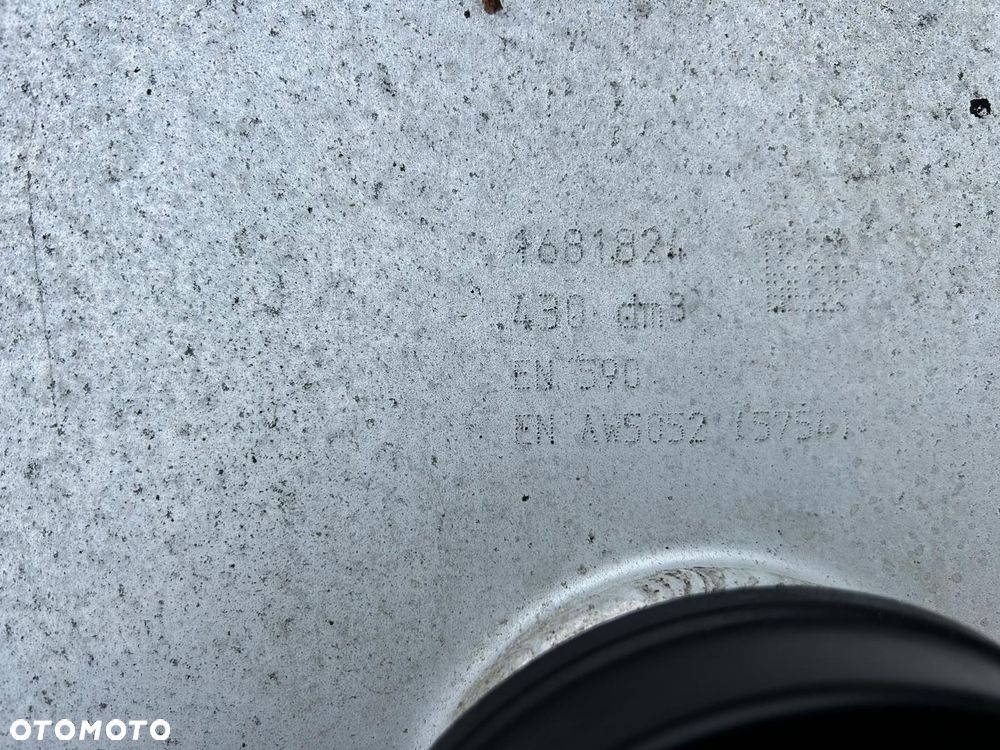 1681824
430 dm³
EN 590
EN AW5052 (5754)
OTOMOTO